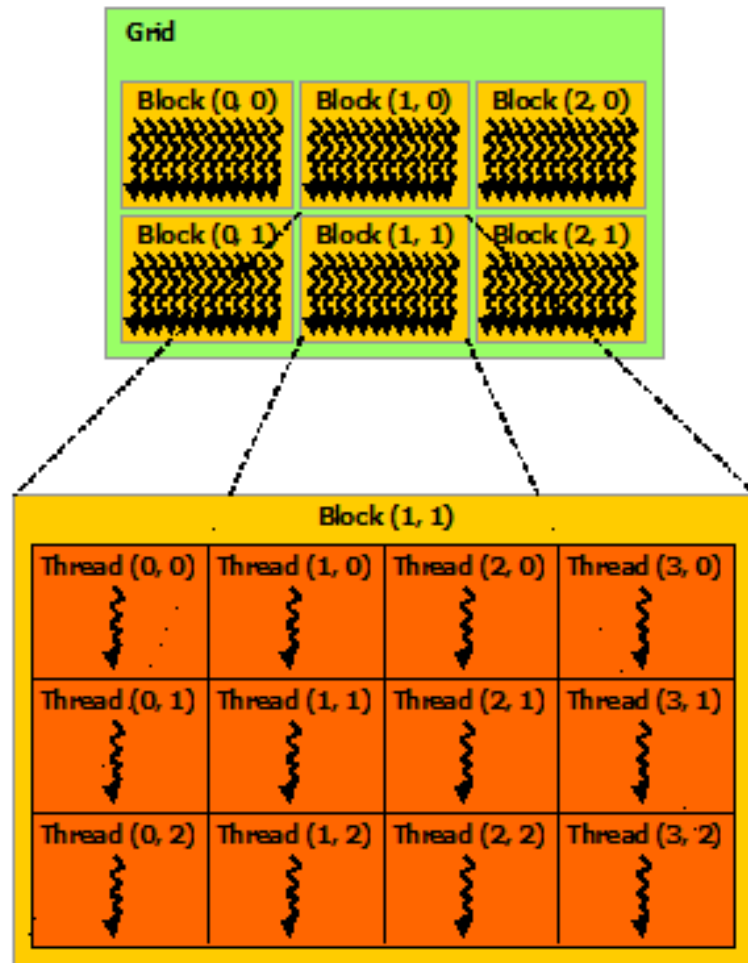 Grid
Block (0, 0) Block (1, 0) Block (2, 0)
Block (0, 1) Block (1, 1) Block (2, 1)
Block (1, 1)
Thread (0, 0) Thread (1, 0) Thread (2, 0) Thread (3, 0)
Thread (0, 1) Thread (1, 1) Thread (2, 1) Thread (3, 1)
Thread (0, 2) Thread (1, 2) Thread (2, 2) Thread (3, 2)